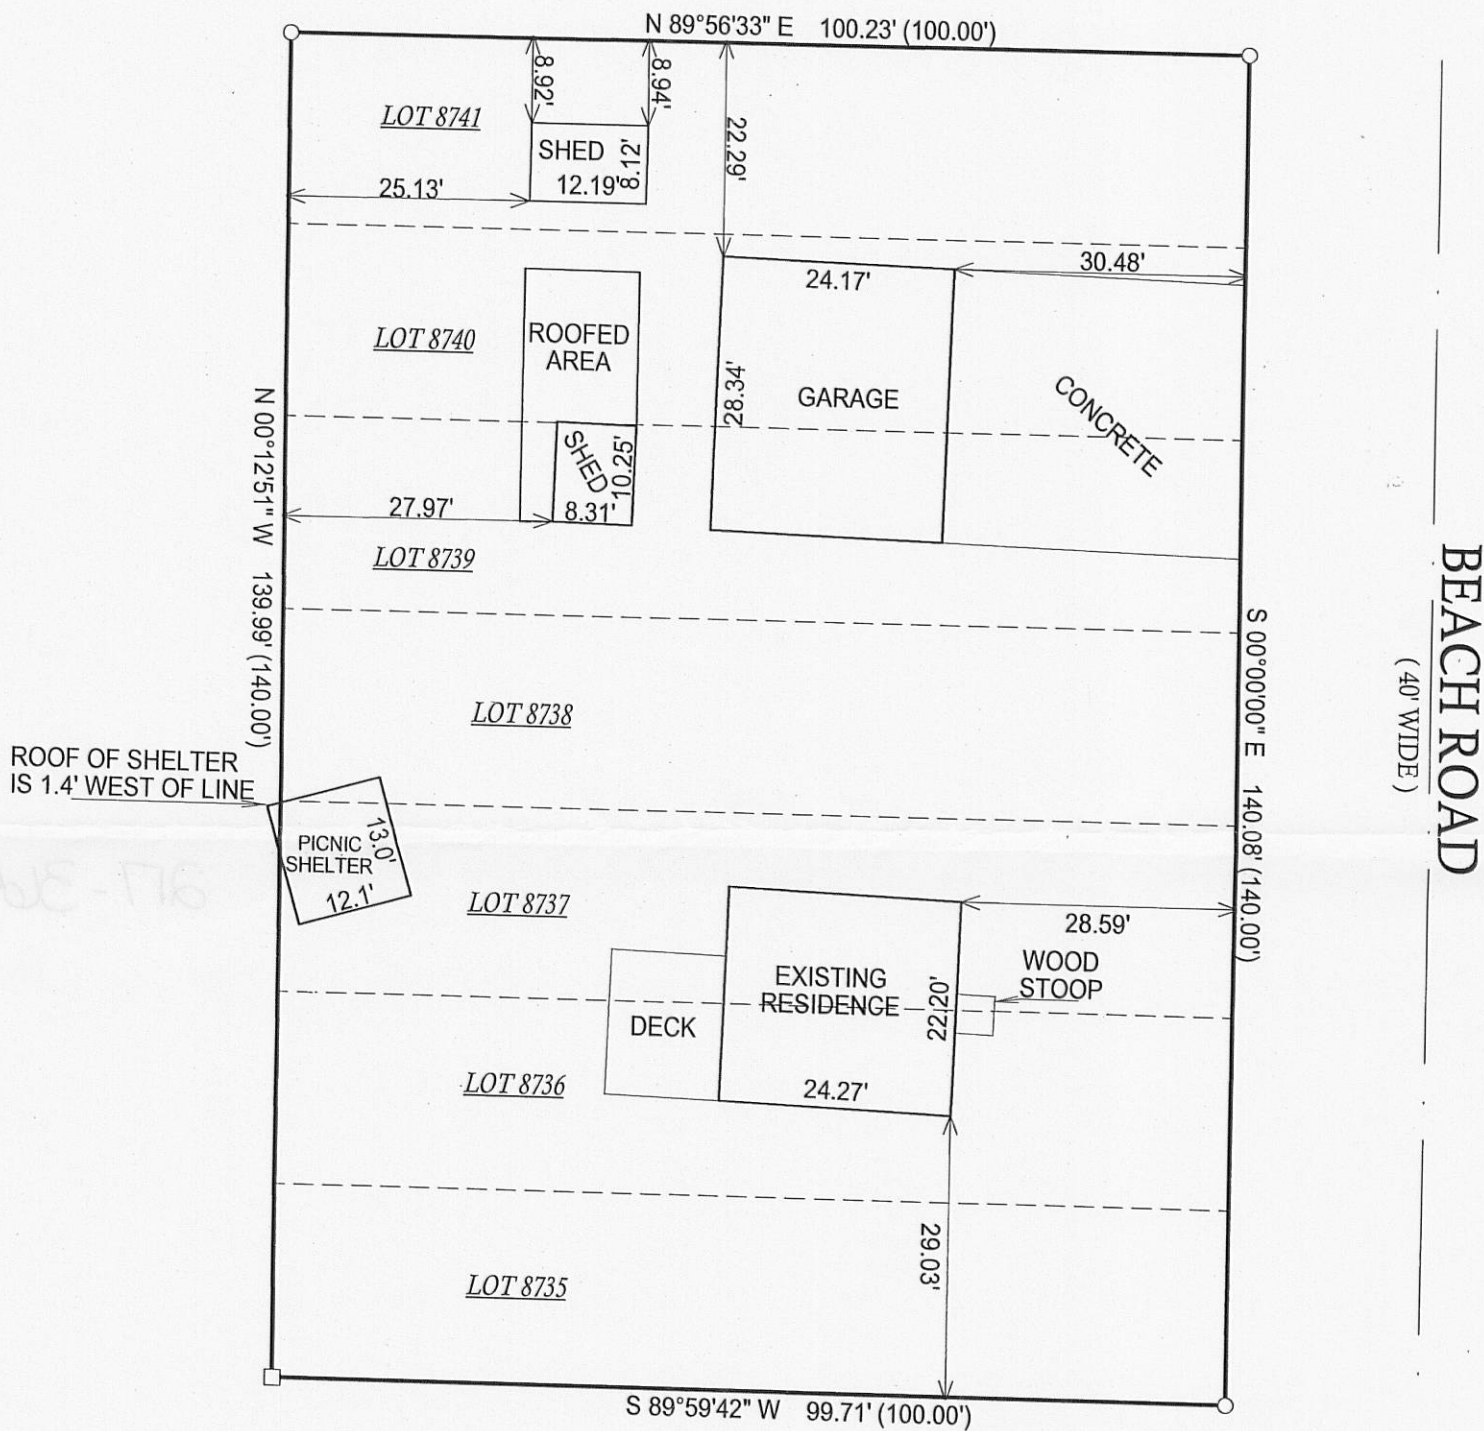 N 89°56'33" E 100.23' (100.00')
8.92'
8.94'
LOT 8741
SHED
8.12'
12.19'
22.29'
25.13'
24.17'
30.48'
LOT 8740
ROOFED
AREA
28.34'
GARAGE
CONCRETE
SHED
10.25'
8.31'
27.97'
LOT 8739
N 00°12'51" W 139.99' (140.00')
S 00°00'00" E 140.08' (140.00')
BEACH ROAD
( 40' WIDE )
LOT 8738
ROOF OF SHELTER
IS 1.4' WEST OF LINE
PICNIC
SHELTER
13.0'
12.1'
LOT 8737
28.59'
EXISTING
RESIDENCE
22.20'
WOOD
STOOP
DECK
LOT 8736
24.27'
29.03'
LOT 8735
S 89°59'42" W 99.71' (100.00')